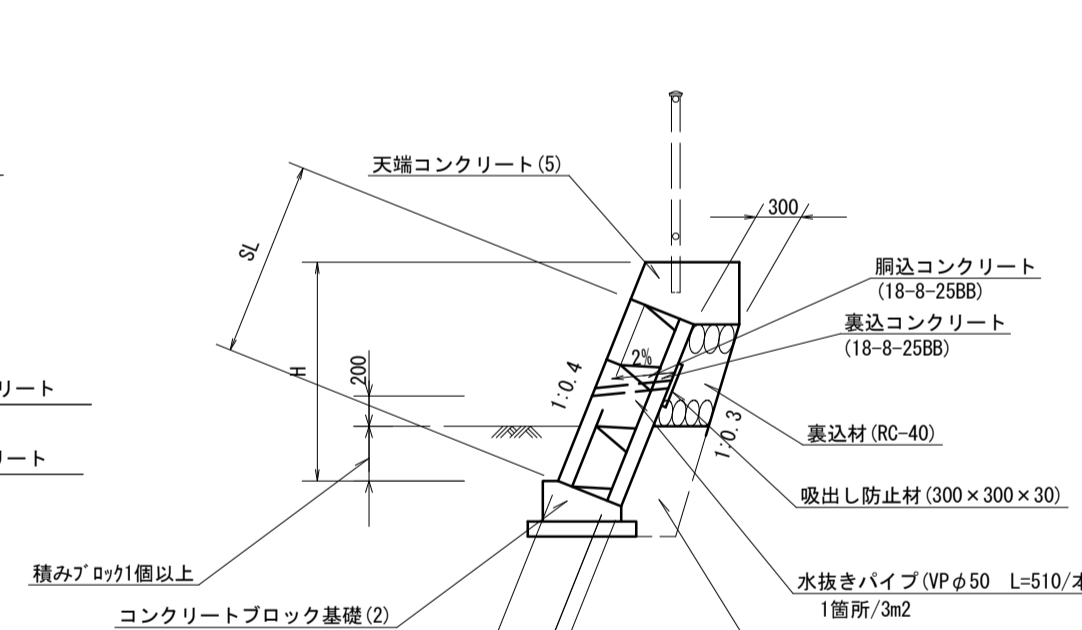 天端コンクリート(5)
300
SL
胴込コンクリート
(18-8-25BB)
裏込コンクリート
(18-8-25BB)
2%
200
H
1:0.4
リート
1:0.3
裏込材(RC-40)
リート
吸出し防止材(300×300×30)
積みブロック1個以上
水抜きパイプ(VPφ50 L=510/本
1箇所/3m2
コンクリートブロック基礎(2)